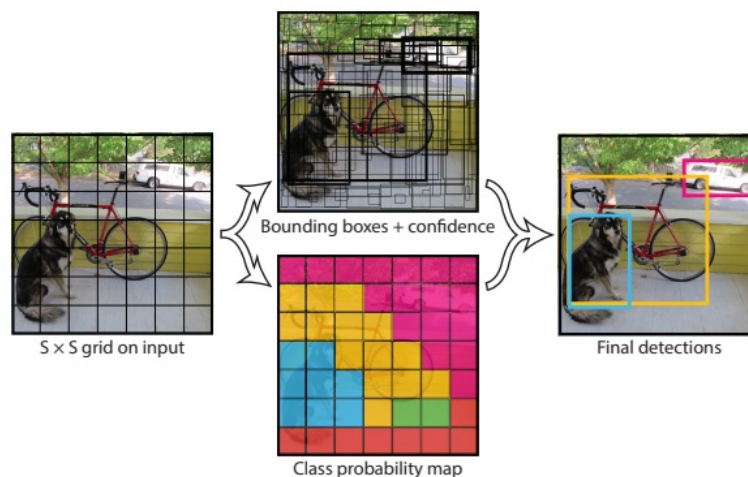 Bounding boxes + confidence
S × S grid on input
Final detections
Class probability map